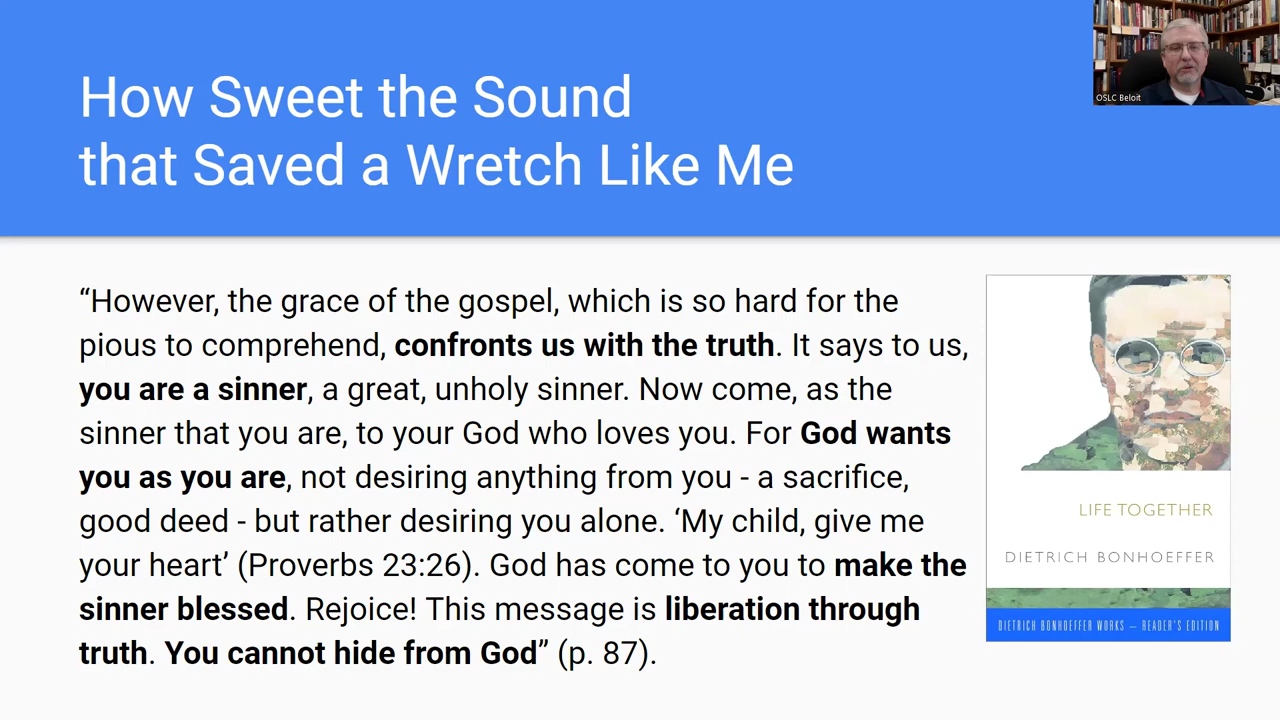 How Sweet the Sound
that Saved a Wretch Like Me
OSLC Beloit
“However, the grace of the gospel, which is so hard for the
pious to comprehend, confronts us with the truth. It says to us,
you are a sinner, a great, unholy sinner. Now come, as the
sinner that you are, to your God who loves you. For God wants
you as you are, not desiring anything from you - a sacrifice,
good deed - but rather desiring you alone. ‘My child, give me
your heart’ (Proverbs 23:26). God has come to you to make the
sinner blessed. Rejoice! This message is liberation through
truth. You cannot hide from God” (p. 87).
LIFE TOGETHER
DIETRICH BONHOEFFER
DIETRICH BONHOEFFER WORKS — READER'S EDITION